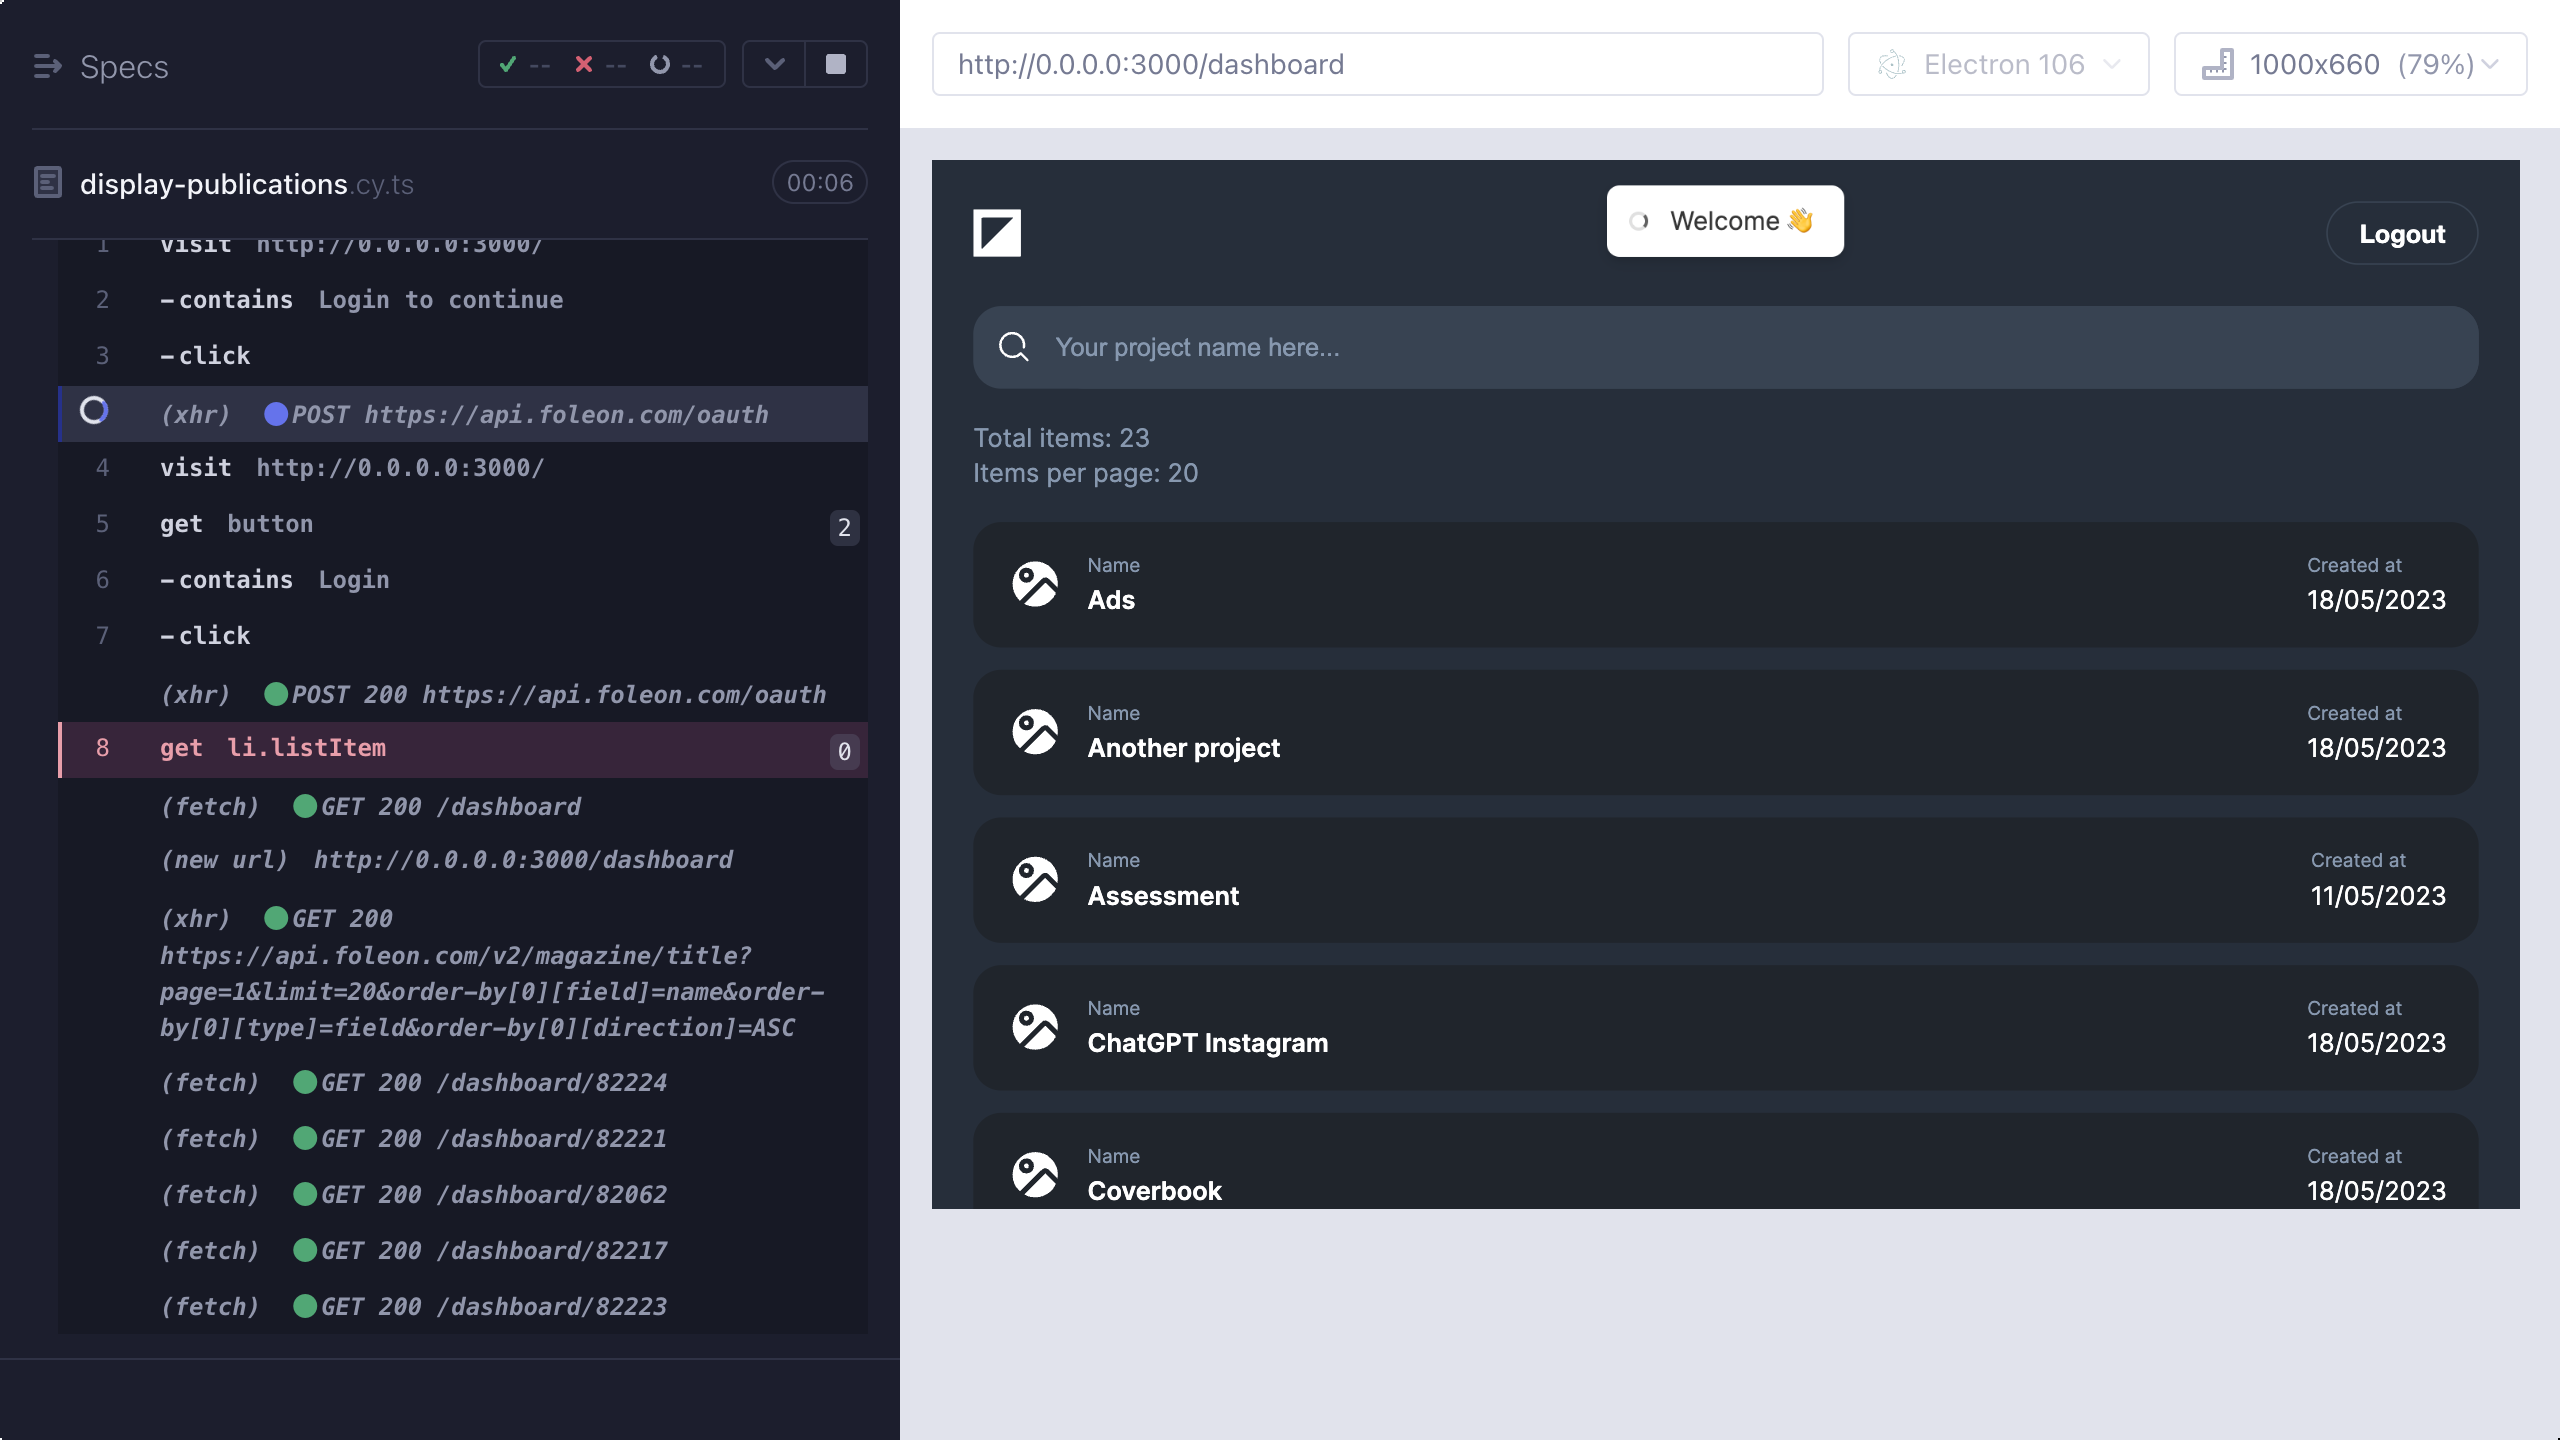 Specs
-- -- --
display-publications.cy.ts 00:06
1 visit http://0.0.0.0:3000/
2 -contains Login to continue
3 -click
(xhr) POST https://api.foleon.com/oauth
4 visit http://0.0.0.0:3000/
5 get button 2
6 -contains Login
7 -click
(xhr) POST 200 https://api.foleon.com/oauth
8 get li.listItem 0
(fetch) GET 200 /dashboard
(new url) http://0.0.0.0:3000/dashboard
(xhr) GET 200
https://api.foleon.com/v2/magazine/title?
page=1&limit=20&order-by[0][field]=name&order-
by[0][type]=field&order-by[0][direction]=ASC
(fetch) GET 200 /dashboard/82224
(fetch) GET 200 /dashboard/82221
(fetch) GET 200 /dashboard/82062
(fetch) GET 200 /dashboard/82217
(fetch) GET 200 /dashboard/82223
http://0.0.0.0:3000/dashboard
Electron 106
1000x660 (79%)
Welcome 👋
Logout
Your project name here...
Total items: 23
Items per page: 20
Name Created at
Ads 18/05/2023
Name Created at
Another project 18/05/2023
Name Created at
Assessment 11/05/2023
Name Created at
ChatGPT Instagram 18/05/2023
Name Created at
Coverbook 18/05/2023